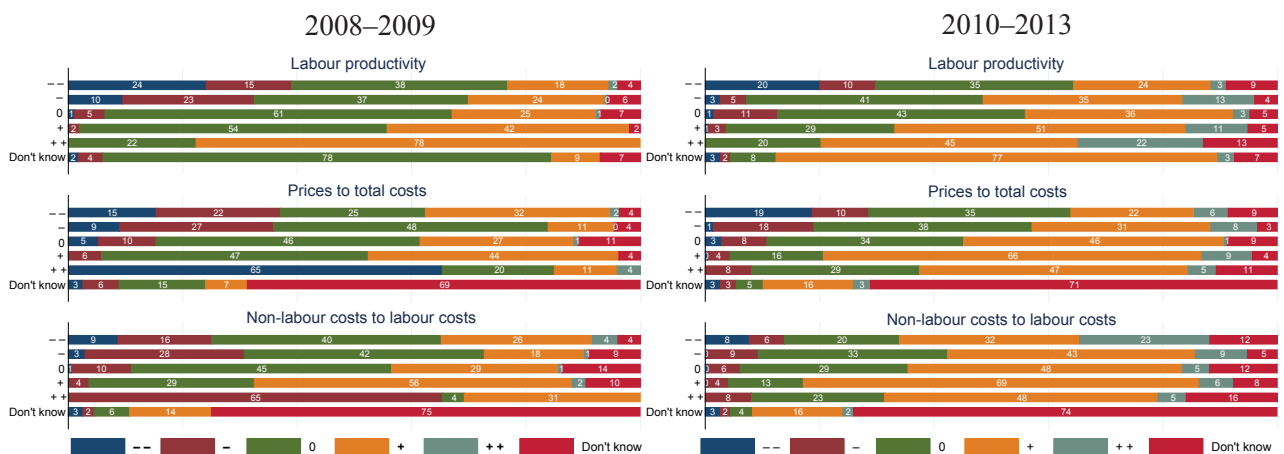 2008–2009
Labour productivity
– – 24 15 38 18 2 4
– 10 23 37 24 0 6
0 1 5 61 25 1 7
+ 2 54 42 2
+ + 22 78
Don't know 2 4 78 9 7
Prices to total costs
– – 15 22 25 32 2 4
– 9 27 48 11 0 4
0 5 10 46 27 1 11
+ 6 47 44 4
+ + 65 20 11 4
Don't know 3 6 15 7 69
Non-labour costs to labour costs
– – 9 16 40 26 4 4
– 3 28 42 18 1 9
0 1 10 45 29 1 14
+ 4 29 56 2 10
+ + 65 4 31
Don't know 3 2 6 14 75
– – – 0 + + + Don't know
2010–2013
Labour productivity
– – 20 10 35 24 3 9
– 3 5 41 35 13 4
0 1 11 43 36 3 5
+ 3 29 51 11 5
+ + 20 45 22 13
Don't know 3 2 8 77 3 7
Prices to total costs
– – 19 10 35 22 6 9
– 1 18 38 31 8 3
0 3 8 34 46 1 9
+ 0 4 16 66 9 4
+ + 8 29 47 5 11
Don't know 3 3 5 16 3 71
Non-labour costs to labour costs
– – 8 6 20 32 23 12
– 0 9 33 43 9 5
0 0 6 29 48 5 12
+ 0 4 13 69 6 8
+ + 8 23 48 5 16
Don't know 3 2 4 16 2 74
– – – 0 + + + Don't know